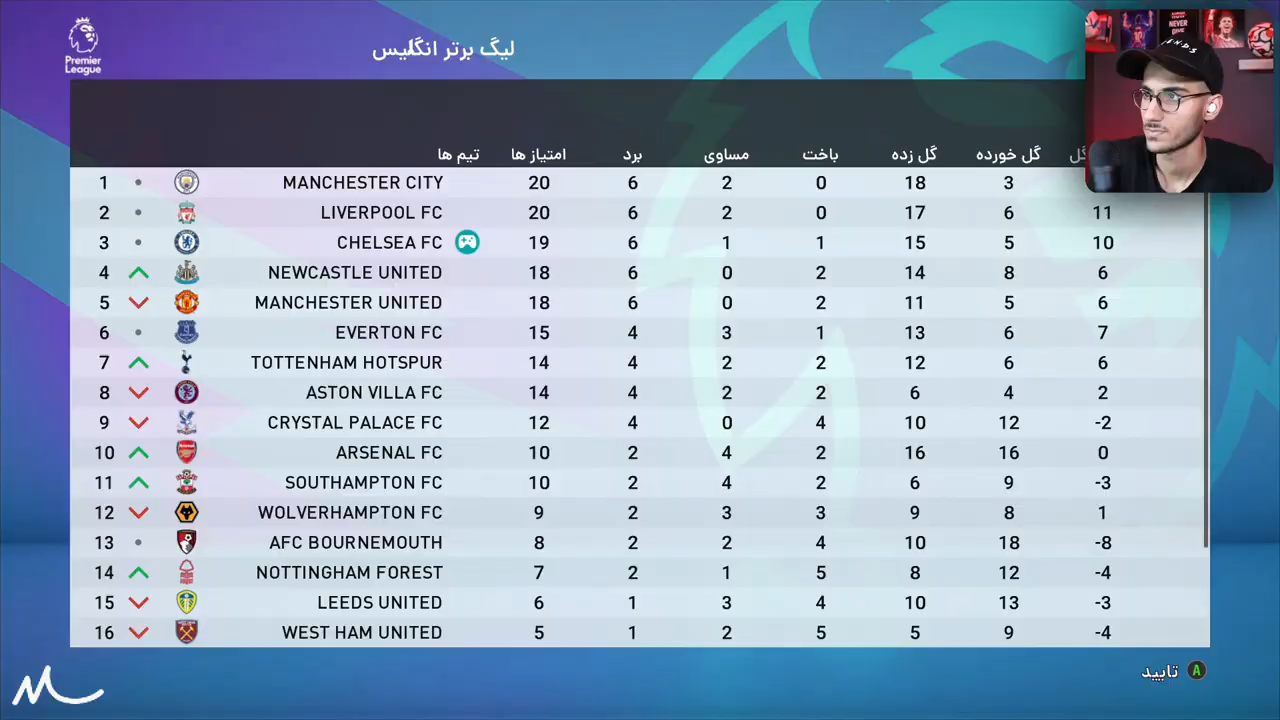 Premier
League
لیگ برتر انگلیس
تیم ها امتیاز ها برد مساوی باخت گل زده گل خورده گل
1 MANCHESTER CITY 20 6 2 0 18 3
2 LIVERPOOL FC 20 6 2 0 17 6 11
3 CHELSEA FC 19 6 1 1 15 5 10
4 NEWCASTLE UNITED 18 6 0 2 14 8 6
5 MANCHESTER UNITED 18 6 0 2 11 5 6
6 EVERTON FC 15 4 3 1 13 6 7
7 TOTTENHAM HOTSPUR 14 4 2 2 12 6 6
8 ASTON VILLA FC 14 4 2 2 6 4 2
9 CRYSTAL PALACE FC 12 4 0 4 10 12 -2
10 ARSENAL FC 10 2 4 2 16 16 0
11 SOUTHAMPTON FC 10 2 4 2 6 9 -3
12 WOLVERHAMPTON FC 9 2 3 3 9 8 1
13 AFC BOURNEMOUTH 8 2 2 4 10 18 -8
14 NOTTINGHAM FOREST 7 2 1 5 8 12 -4
15 LEEDS UNITED 6 1 3 4 10 13 -3
16 WEST HAM UNITED 5 1 2 5 5 9 -4
تایید A